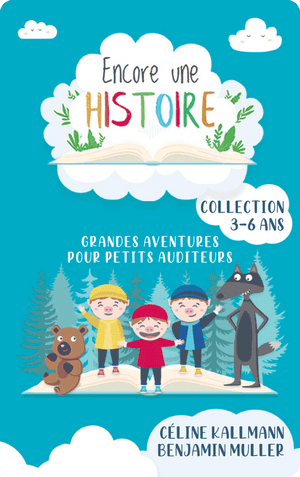 Encore une
HISTOIRE
COLLECTION
3-6 ANS
GRANDES AVENTURES
POUR PETITS AUDITEURS
CÉLINE KALLMANN
BENJAMIN MULLER